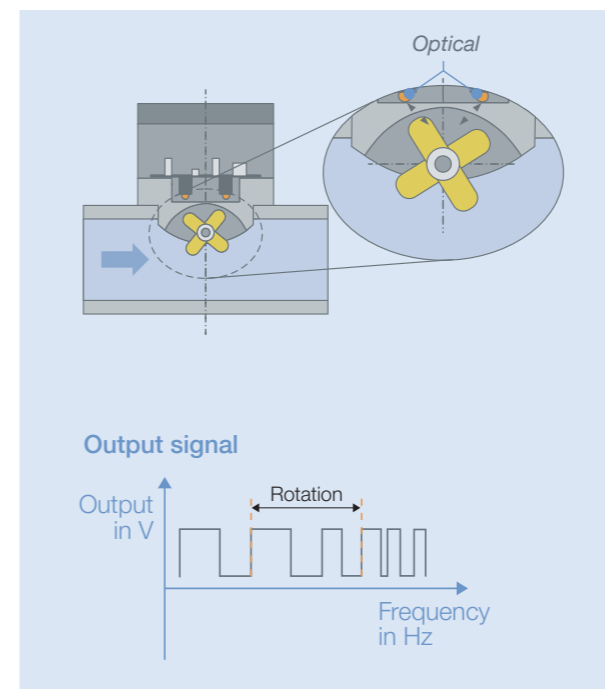 Optical
Output signal
Output
in V
Rotation
Frequency
in Hz